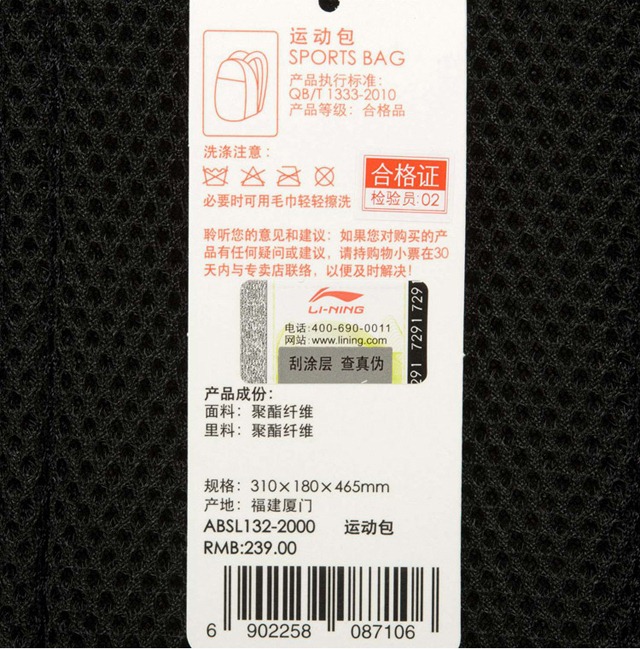 运动包
SPORTS BAG
产品执行标准：
QB/T 1333-2010
产品等级：合格品
洗涤注意：
必要时可用毛巾轻轻擦洗
合格证
检验员:02
聆听您的意见和建议：如果您对购买的产
品有任何疑问或建议，请持购物小票在30
天内与专卖店联络，以便及时解决！
LI-NING
电话:400-690-0011
网站:www.lining.com
刮涂层 查真伪
291 7291 7291
产品成份：
面料：聚酯纤维
里料：聚酯纤维
规格：310×180×465mm
产地：福建厦门
ABSL132-2000 运动包
RMB:239.00
6 902258 087106